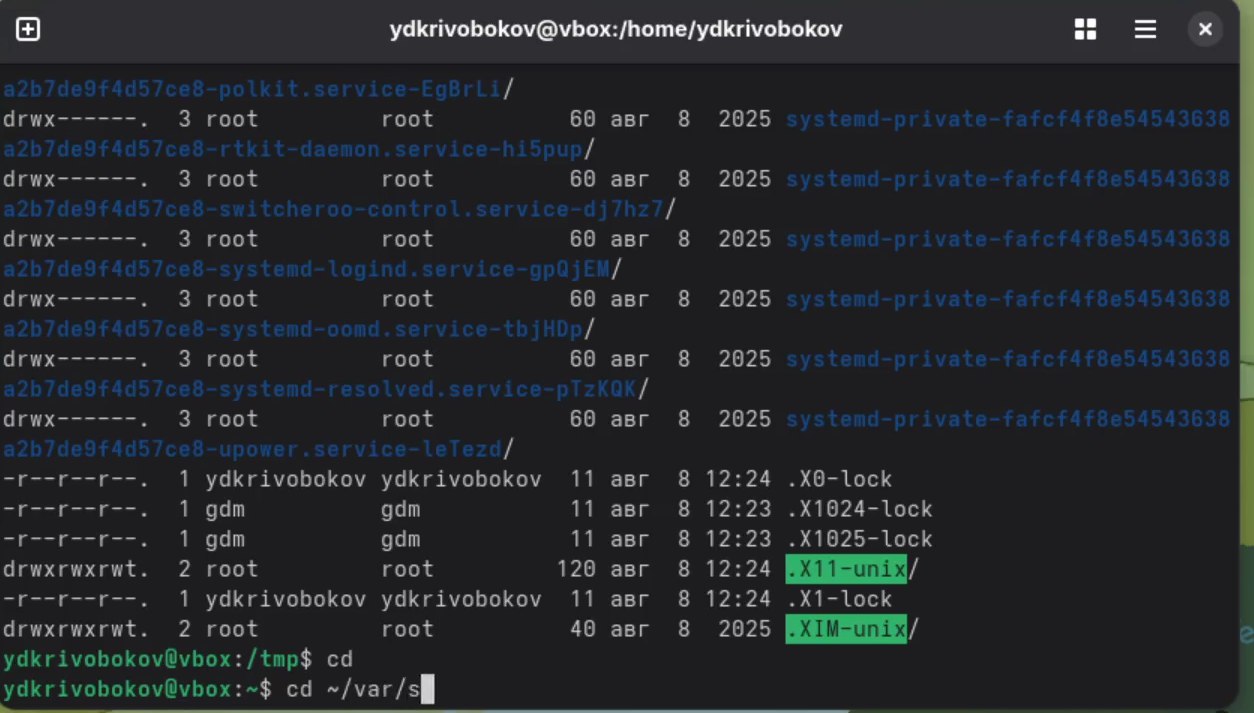 ydkrivobokov@vbox:/home/ydkrivobokov
a2b7de9f4d57ce8-polkit.service-EgBrLi/
drwx------.  3 root         root          60 авг  8  2025 systemd-private-fafcf4f8e54543638
a2b7de9f4d57ce8-rtkit-daemon.service-hi5pup/
drwx------.  3 root         root          60 авг  8  2025 systemd-private-fafcf4f8e54543638
a2b7de9f4d57ce8-switcheroo-control.service-dj7hz7/
drwx------.  3 root         root          60 авг  8  2025 systemd-private-fafcf4f8e54543638
a2b7de9f4d57ce8-systemd-logind.service-gpQjEM/
drwx------.  3 root         root          60 авг  8  2025 systemd-private-fafcf4f8e54543638
a2b7de9f4d57ce8-systemd-oomd.service-tbjHDp/
drwx------.  3 root         root          60 авг  8  2025 systemd-private-fafcf4f8e54543638
a2b7de9f4d57ce8-systemd-resolved.service-pTzKQK/
drwx------.  3 root         root          60 авг  8  2025 systemd-private-fafcf4f8e54543638
a2b7de9f4d57ce8-upower.service-leTezd/
-r--r--r--.  1 ydkrivobokov ydkrivobokov  11 авг  8 12:24 .X0-lock
-r--r--r--.  1 gdm          gdm           11 авг  8 12:23 .X1024-lock
-r--r--r--.  1 gdm          gdm           11 авг  8 12:23 .X1025-lock
drwxrwxrwt.  2 root         root         120 авг  8 12:24 .X11-unix/
-r--r--r--.  1 ydkrivobokov ydkrivobokov  11 авг  8 12:24 .X1-lock
drwxrwxrwt.  2 root         root          40 авг  8  2025 .XIM-unix/
ydkrivobokov@vbox:/tmp$ cd
ydkrivobokov@vbox:~$ cd ~/var/s